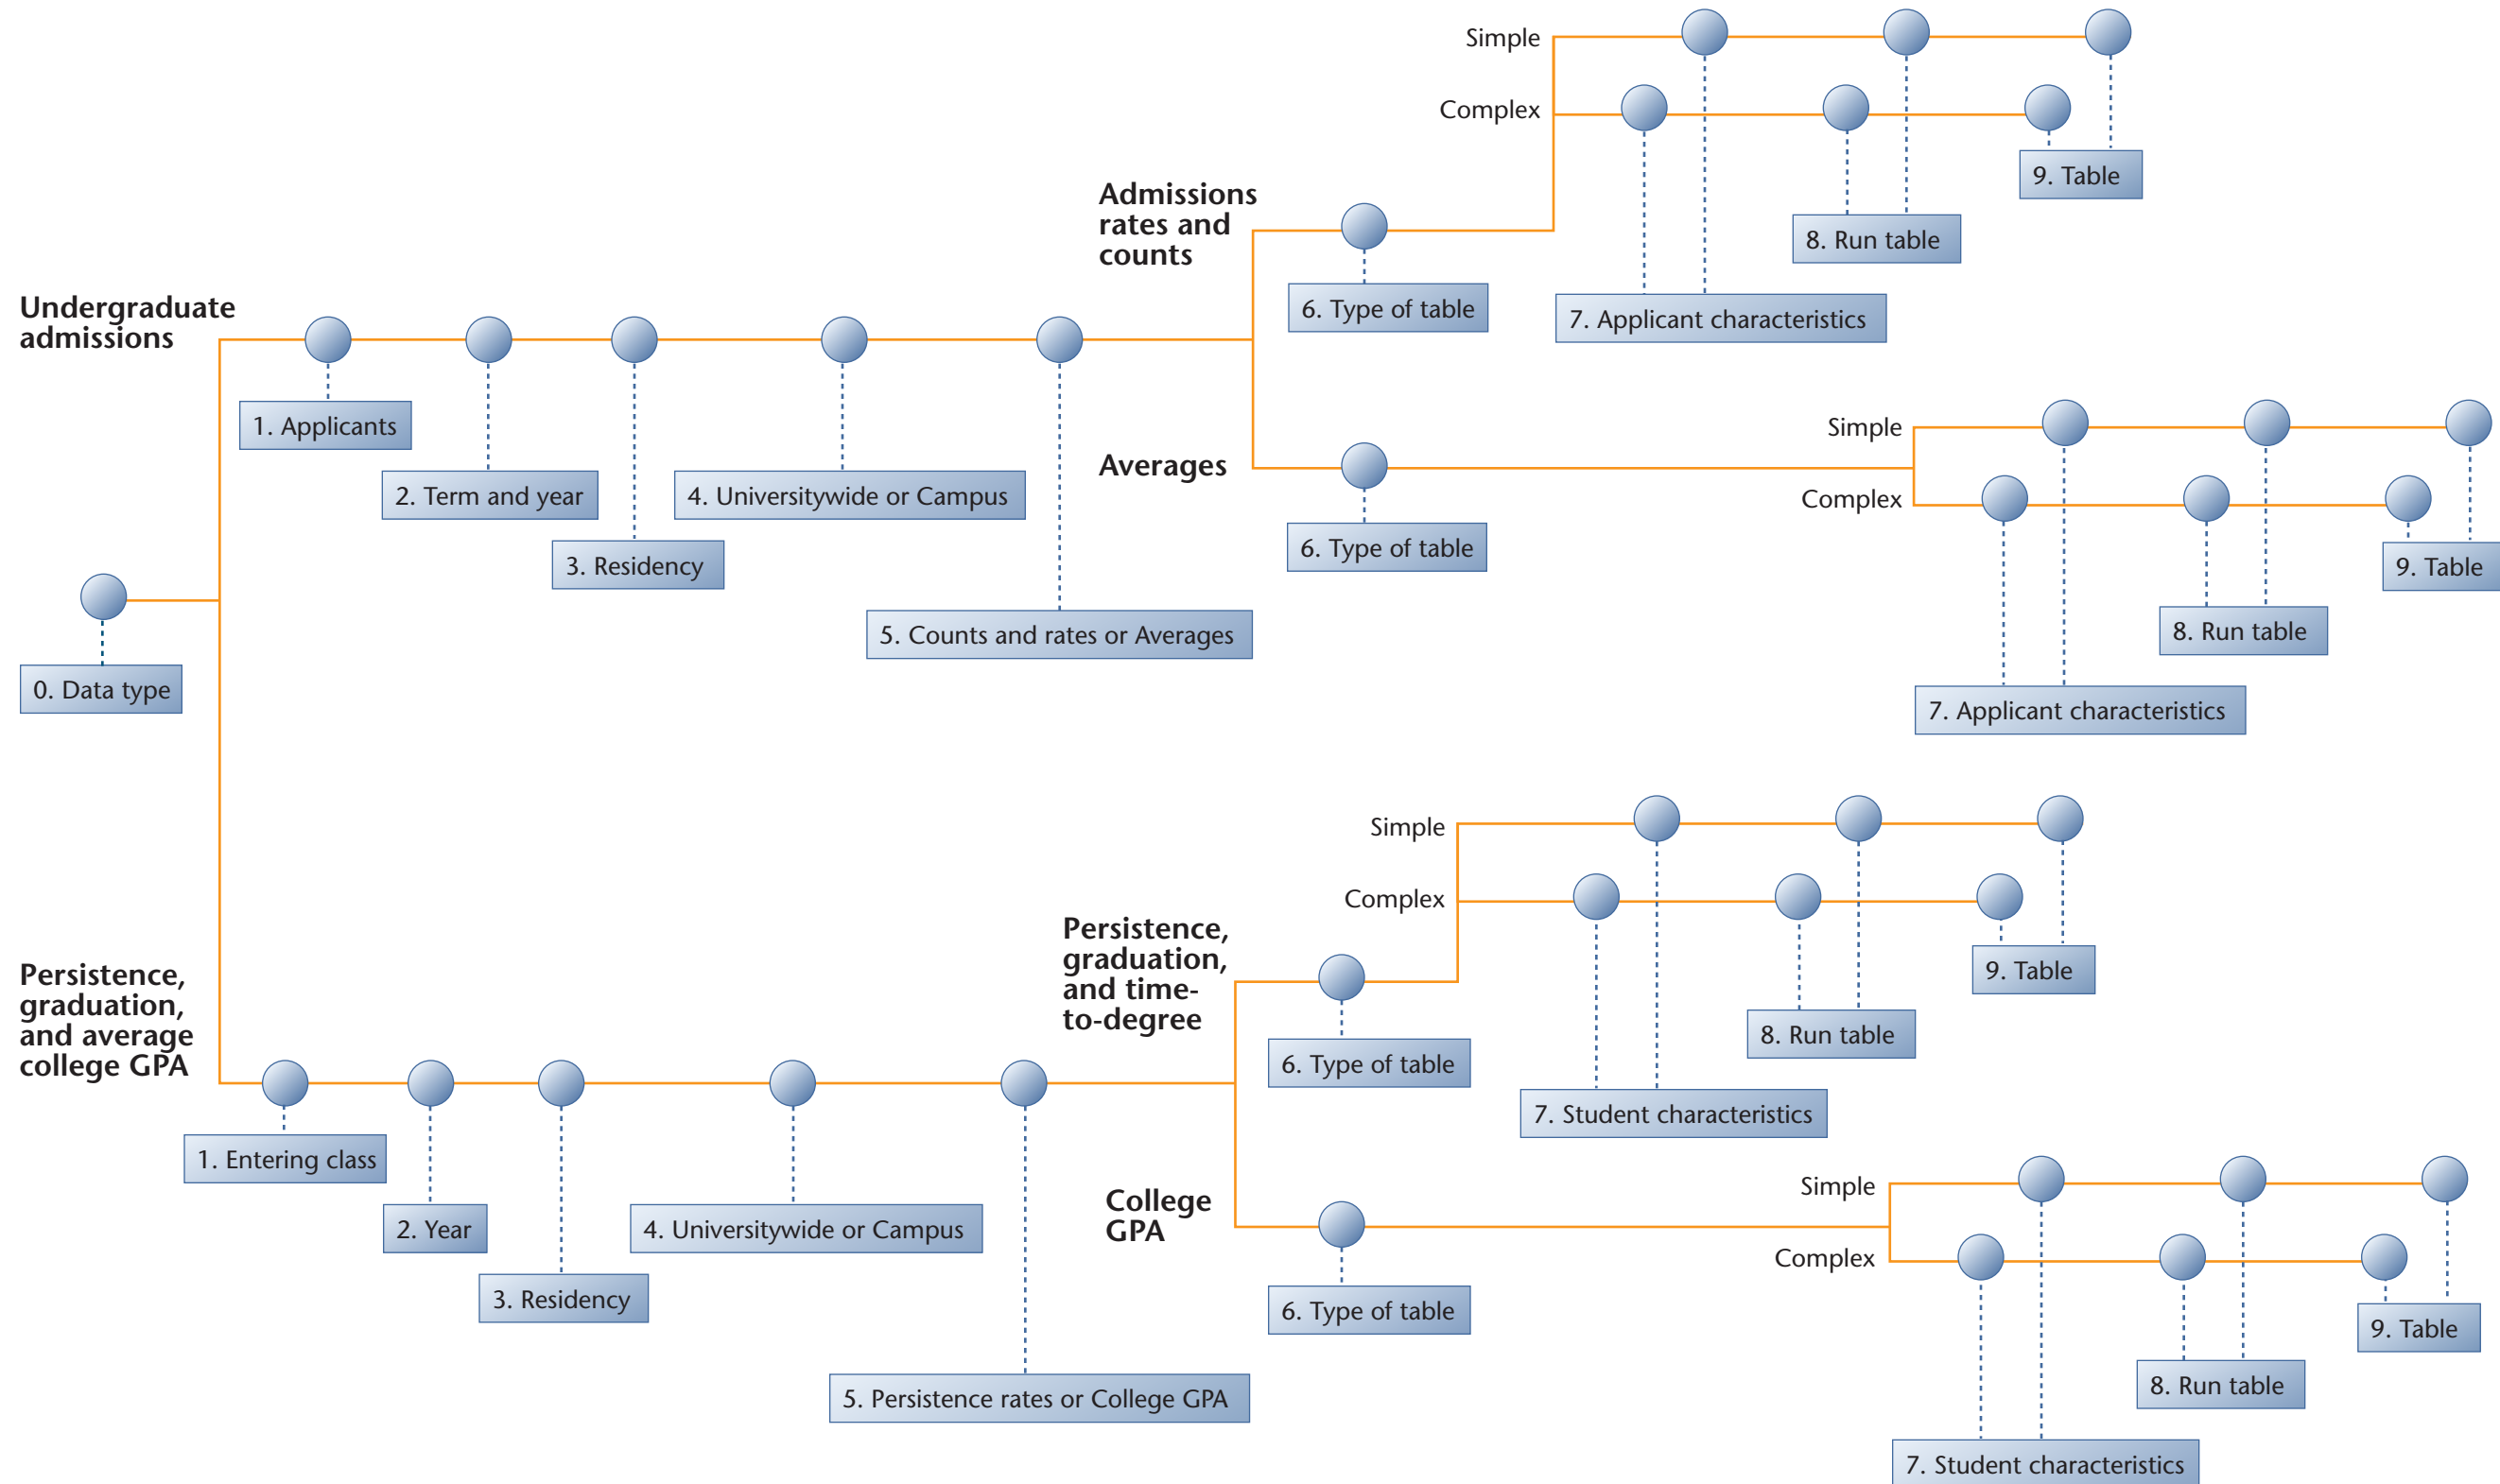 Undergraduate
admissions
0. Data type
1. Applicants
2. Term and year
3. Residency
4. Universitywide or Campus
5. Counts and rates or Averages
Admissions
rates and
counts
6. Type of table
Simple
Complex
7. Applicant characteristics
8. Run table
9. Table
Averages
6. Type of table
Simple
Complex
7. Applicant characteristics
8. Run table
9. Table
Persistence,
graduation,
and average
college GPA
1. Entering class
2. Year
3. Residency
4. Universitywide or Campus
5. Persistence rates or College GPA
Persistence,
graduation,
and time-
to-degree
6. Type of table
Simple
Complex
7. Student characteristics
8. Run table
9. Table
College
GPA
6. Type of table
Simple
Complex
7. Student characteristics
8. Run table
9. Table